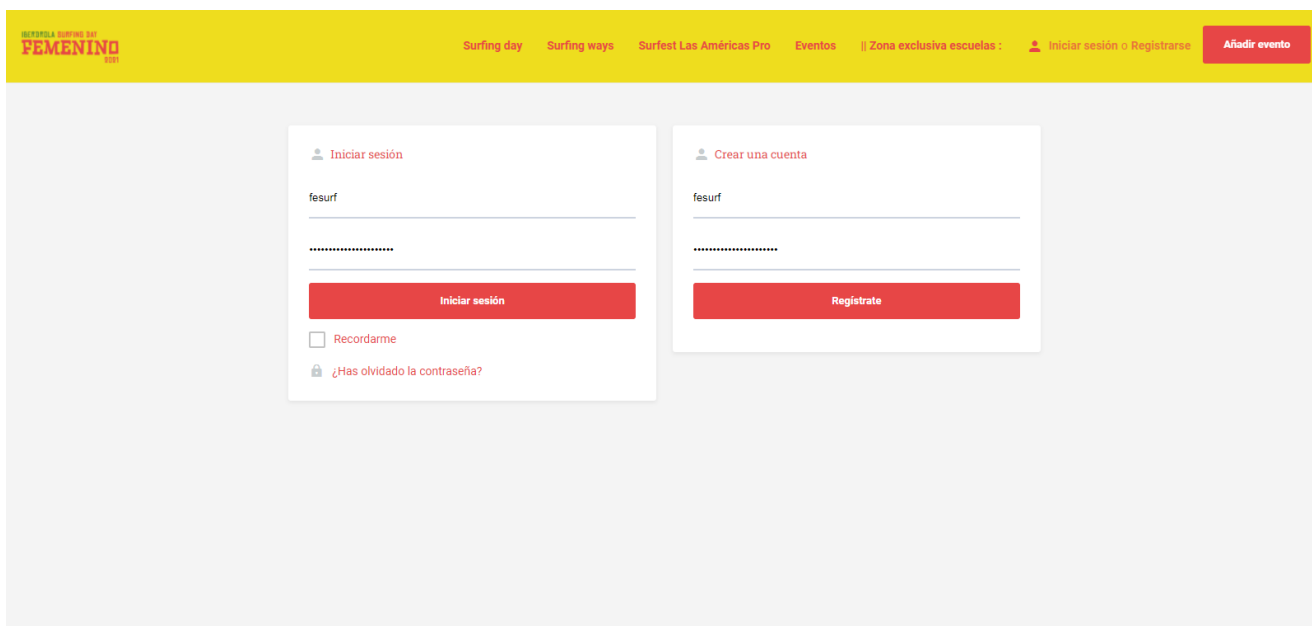 IBERDROLA SURFING DAY
FEMENINO
Surfing day Surfing ways Surfest Las Américas Pro Eventos || Zona exclusiva escuelas : Iniciar sesión o Registrarse Añadir evento
Iniciar sesión
fesurf
••••••••••••••••••••••
Iniciar sesión
Recordarme
¿Has olvidado la contraseña?
Crear una cuenta
fesurf
••••••••••••••••••••••
Regístrate